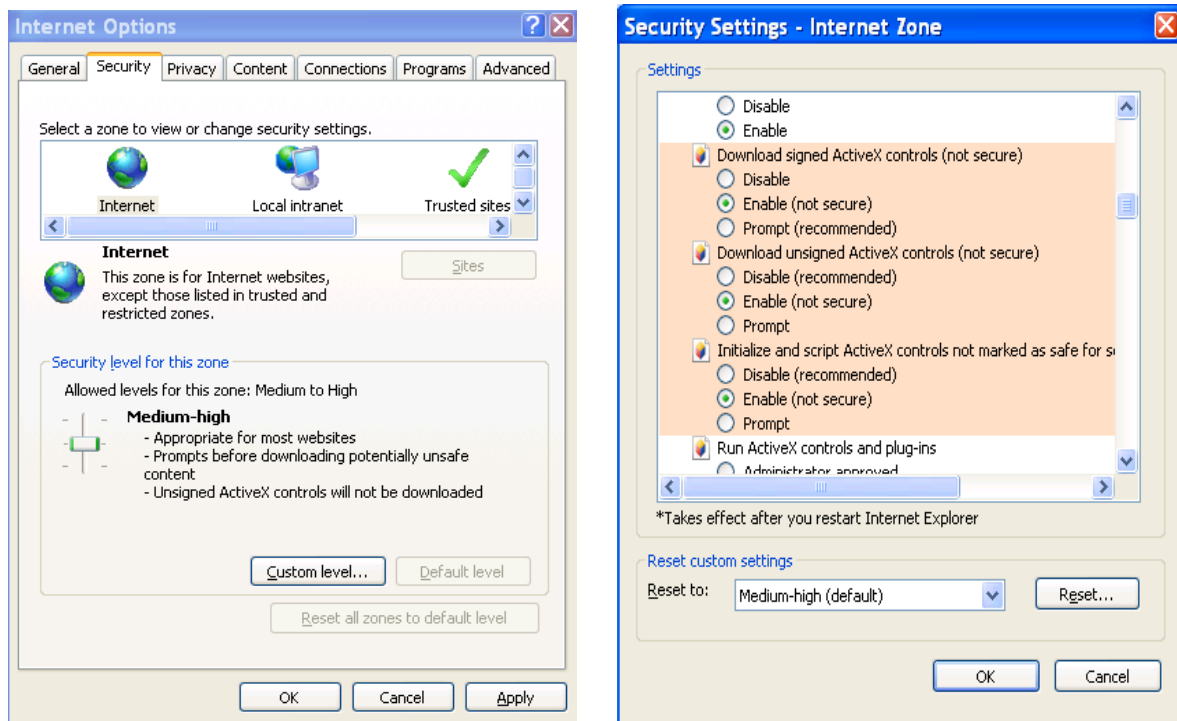 Internet Options
General Security Privacy Content Connections Programs Advanced
Select a zone to view or change security settings.
Internet Local intranet Trusted sites
Internet
This zone is for Internet websites,
except those listed in trusted and
restricted zones.
Sites
Security level for this zone
Allowed levels for this zone: Medium to High
Medium-high
- Appropriate for most websites
- Prompts before downloading potentially unsafe
content
- Unsigned ActiveX controls will not be downloaded
Custom level... Default level
Reset all zones to default level
OK Cancel Apply
Security Settings - Internet Zone
Settings
Disable
Enable
Download signed ActiveX controls (not secure)
Disable
Enable (not secure)
Prompt (recommended)
Download unsigned ActiveX controls (not secure)
Disable (recommended)
Enable (not secure)
Prompt
Initialize and script ActiveX controls not marked as safe for s
Disable (recommended)
Enable (not secure)
Prompt
Run ActiveX controls and plug-ins
Administrator approved
*Takes effect after you restart Internet Explorer
Reset custom settings
Reset to: Medium-high (default) Reset...
OK Cancel